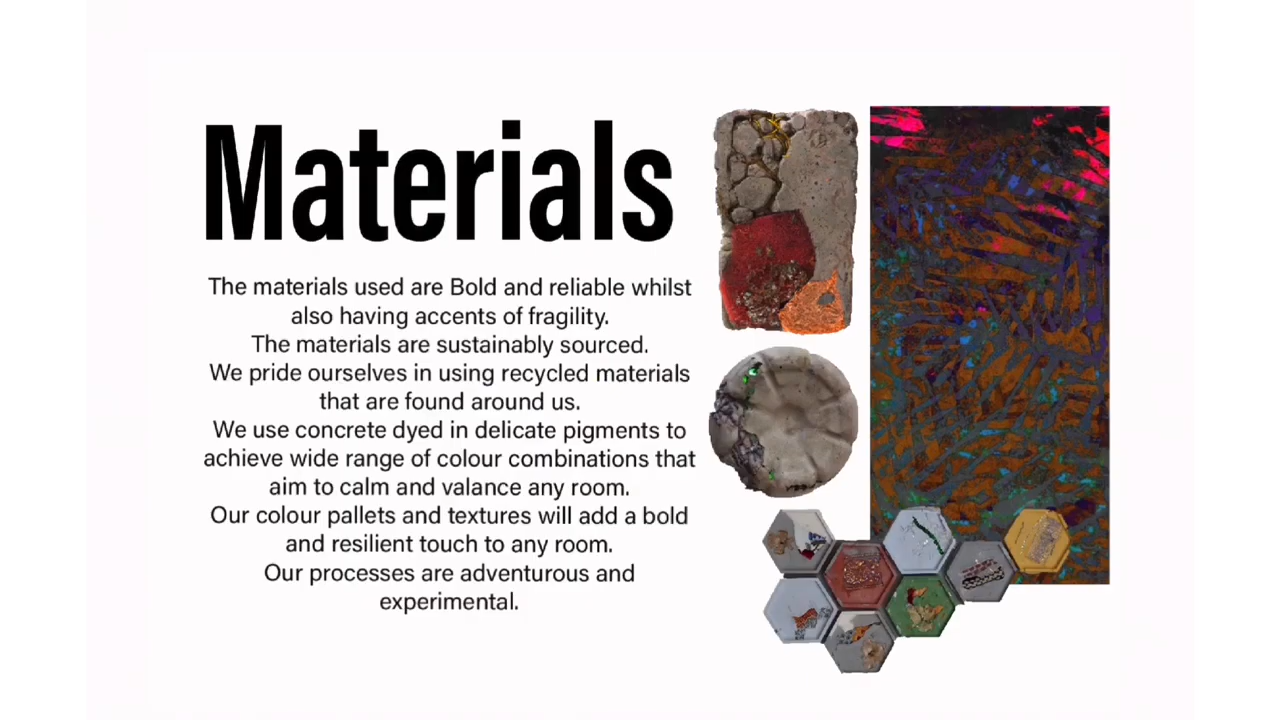 Materials
The materials used are Bold and reliable whilst
also having accents of fragility.
The materials are sustainably sourced.
We pride ourselves in using recycled materials
that are found around us.
We use concrete dyed in delicate pigments to
achieve wide range of colour combinations that
aim to calm and valance any room.
Our colour pallets and textures will add a bold
and resilient touch to any room.
Our processes are adventurous and
experimental.